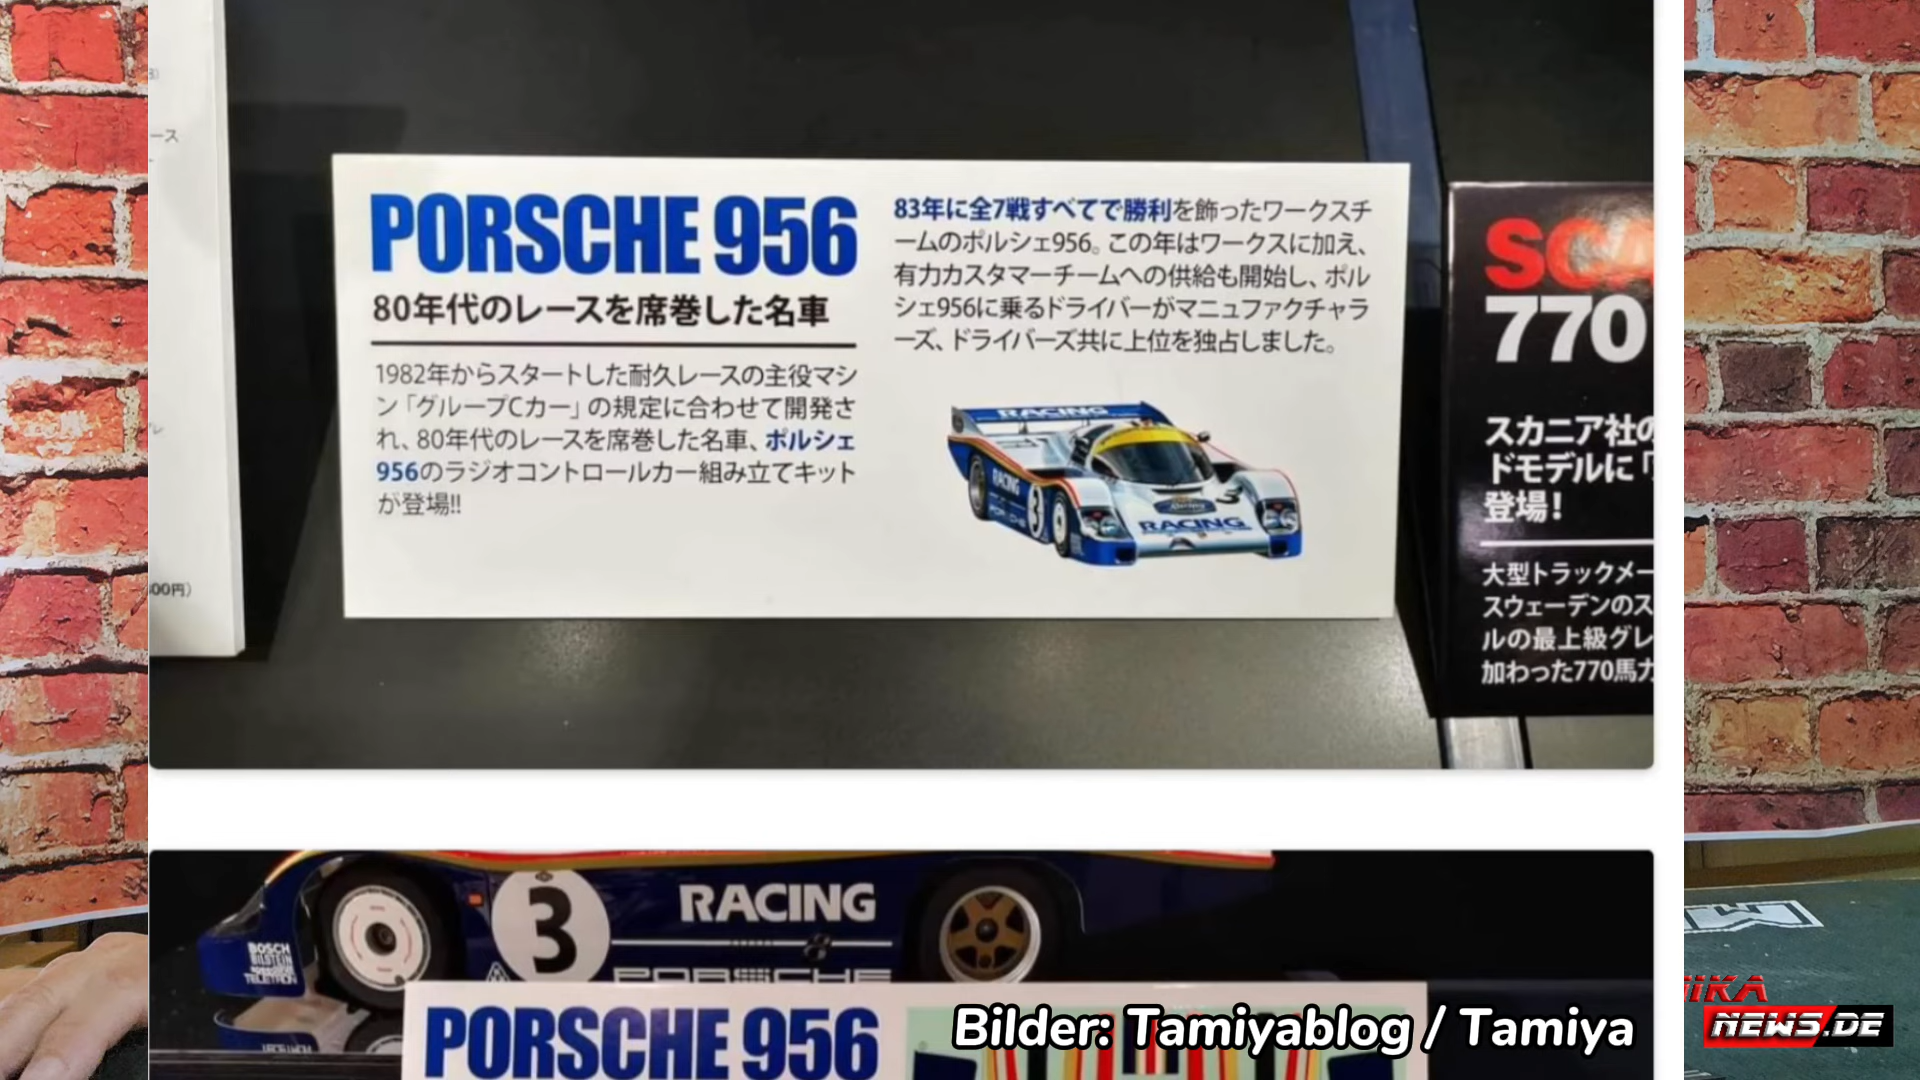 ース
00円）
PORSCHE 956
80年代のレースを席巻した名車
1982年からスタートした耐久レースの主役マシ
ン「グループCカー」の規定に合わせて開発さ
れ、80年代のレースを席巻した名車、ポルシェ
956のラジオコントロールカー組み立てキット
が登場!!
83年に全7戦すべてで勝利を飾ったワークスチ
ームのポルシェ956。この年はワークスに加え、
有力カスタマーチームへの供給も開始し、ポル
シェ956に乗るドライバーがマニュファクチャラ
ーズ、ドライバーズ共に上位を独占しました。
RACING
RACING
3
3
RACING
770
スカニア社の
ドモデルに「
登場！
大型トラックメー
スウェーデンのス
ルの最上級グレ
加わった770馬力
BOSCH
BILSTEIN
3
RACING
PORSCHE
PORSCHE 956
Bilder: Tamiyablog / Tamiya
NIKA
NEWS.DE